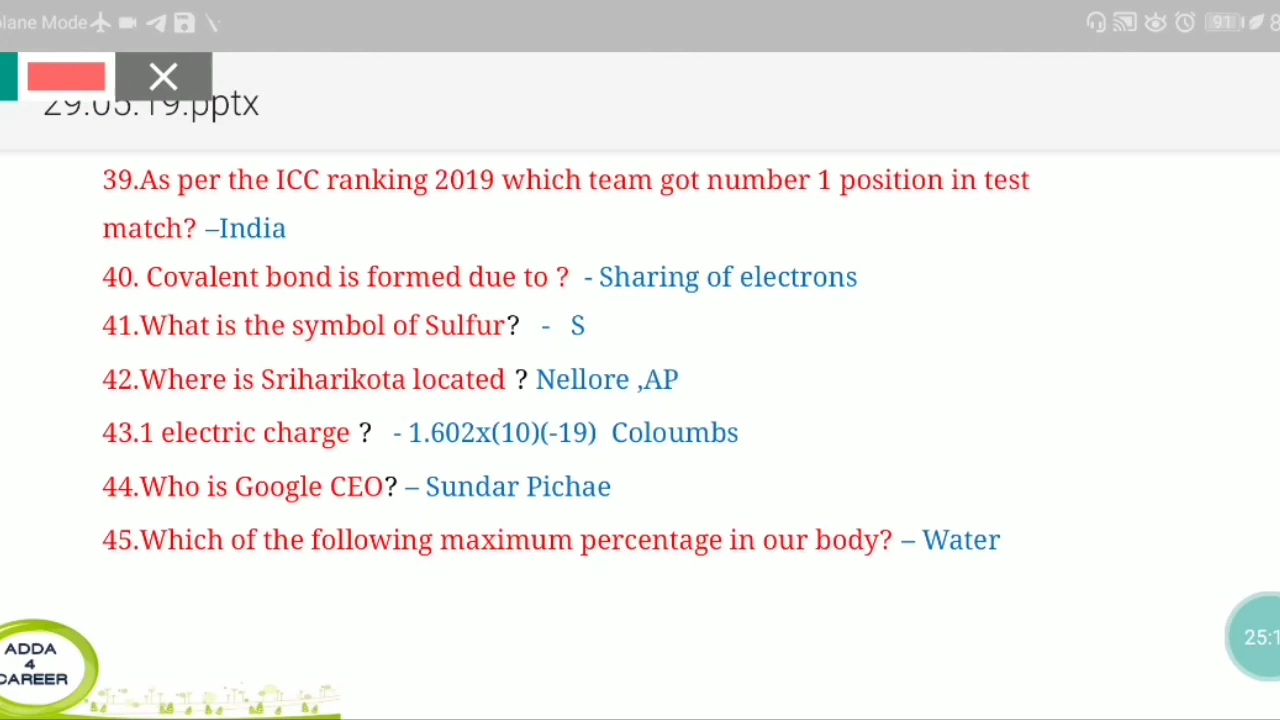 plane Mode
91
29.05.19.pptx
39.As per the ICC ranking 2019 which team got number 1 position in test
match? –India
40. Covalent bond is formed due to ? - Sharing of electrons
41.What is the symbol of Sulfur? - S
42.Where is Sriharikota located ? Nellore ,AP
43.1 electric charge ? - 1.602x(10)(-19) Coloumbs
44.Who is Google CEO? – Sundar Pichae
45.Which of the following maximum percentage in our body? – Water
ADDA
4
CAREER